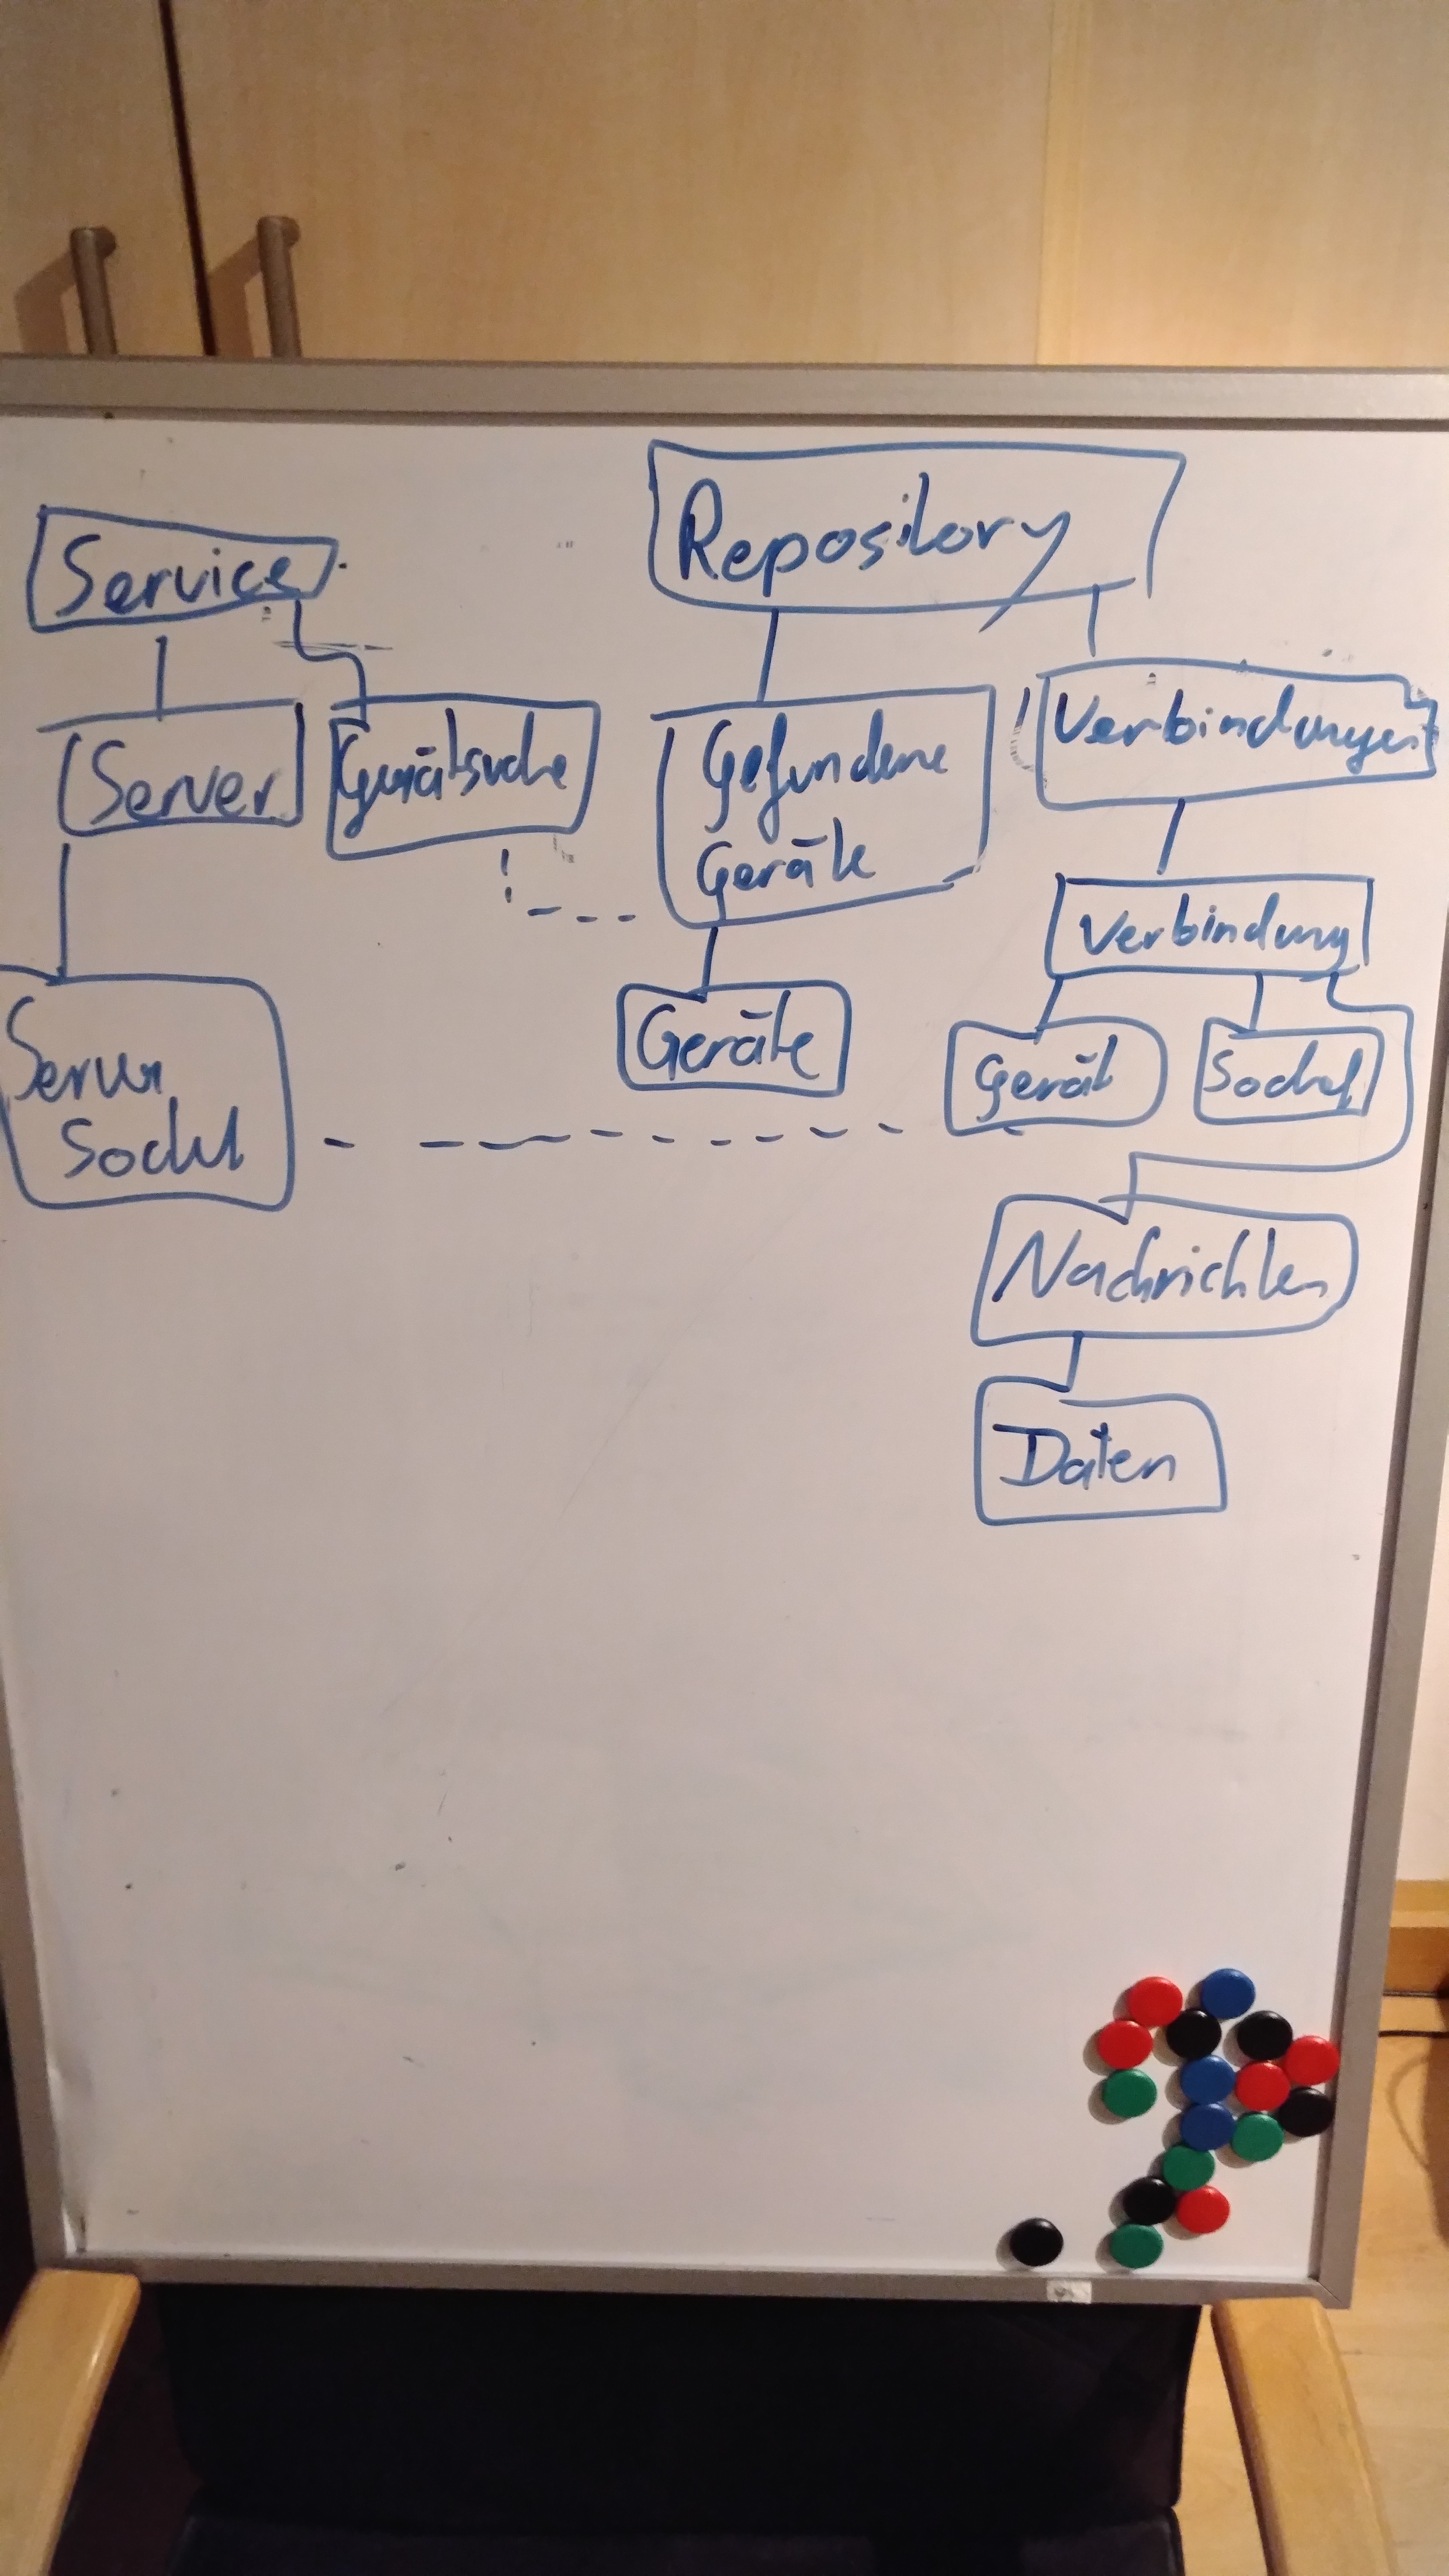 Repository
Service
Server
Gerätsuche
Gefundene
Geräte
Verbindungen
Verbindung
Geräte
Gerät
Socket
Server
Socket
Nachrichten
Daten